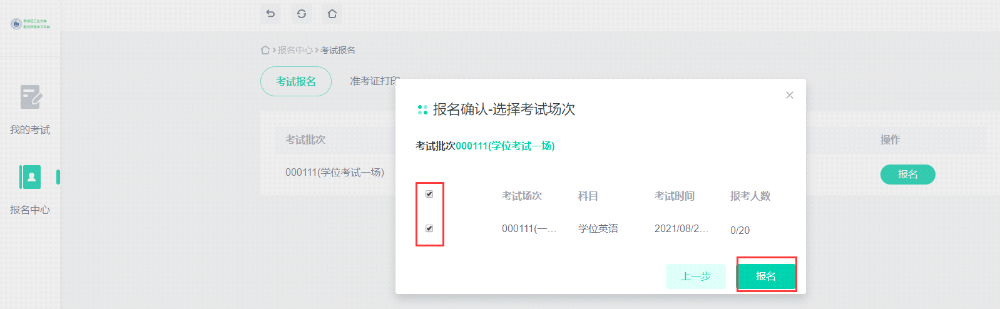 报名中心
考试报名
考试报名
准考证打印
我的考试
报名中心
考试批次
操作
000111(学位考试一场)
报名
报名确认-选择考试场次
考试批次000111(学位考试一场)
考试场次 科目 考试时间 报考人数
000111(一... 学位英语 2021/08/2... 0/20
上一步
报名